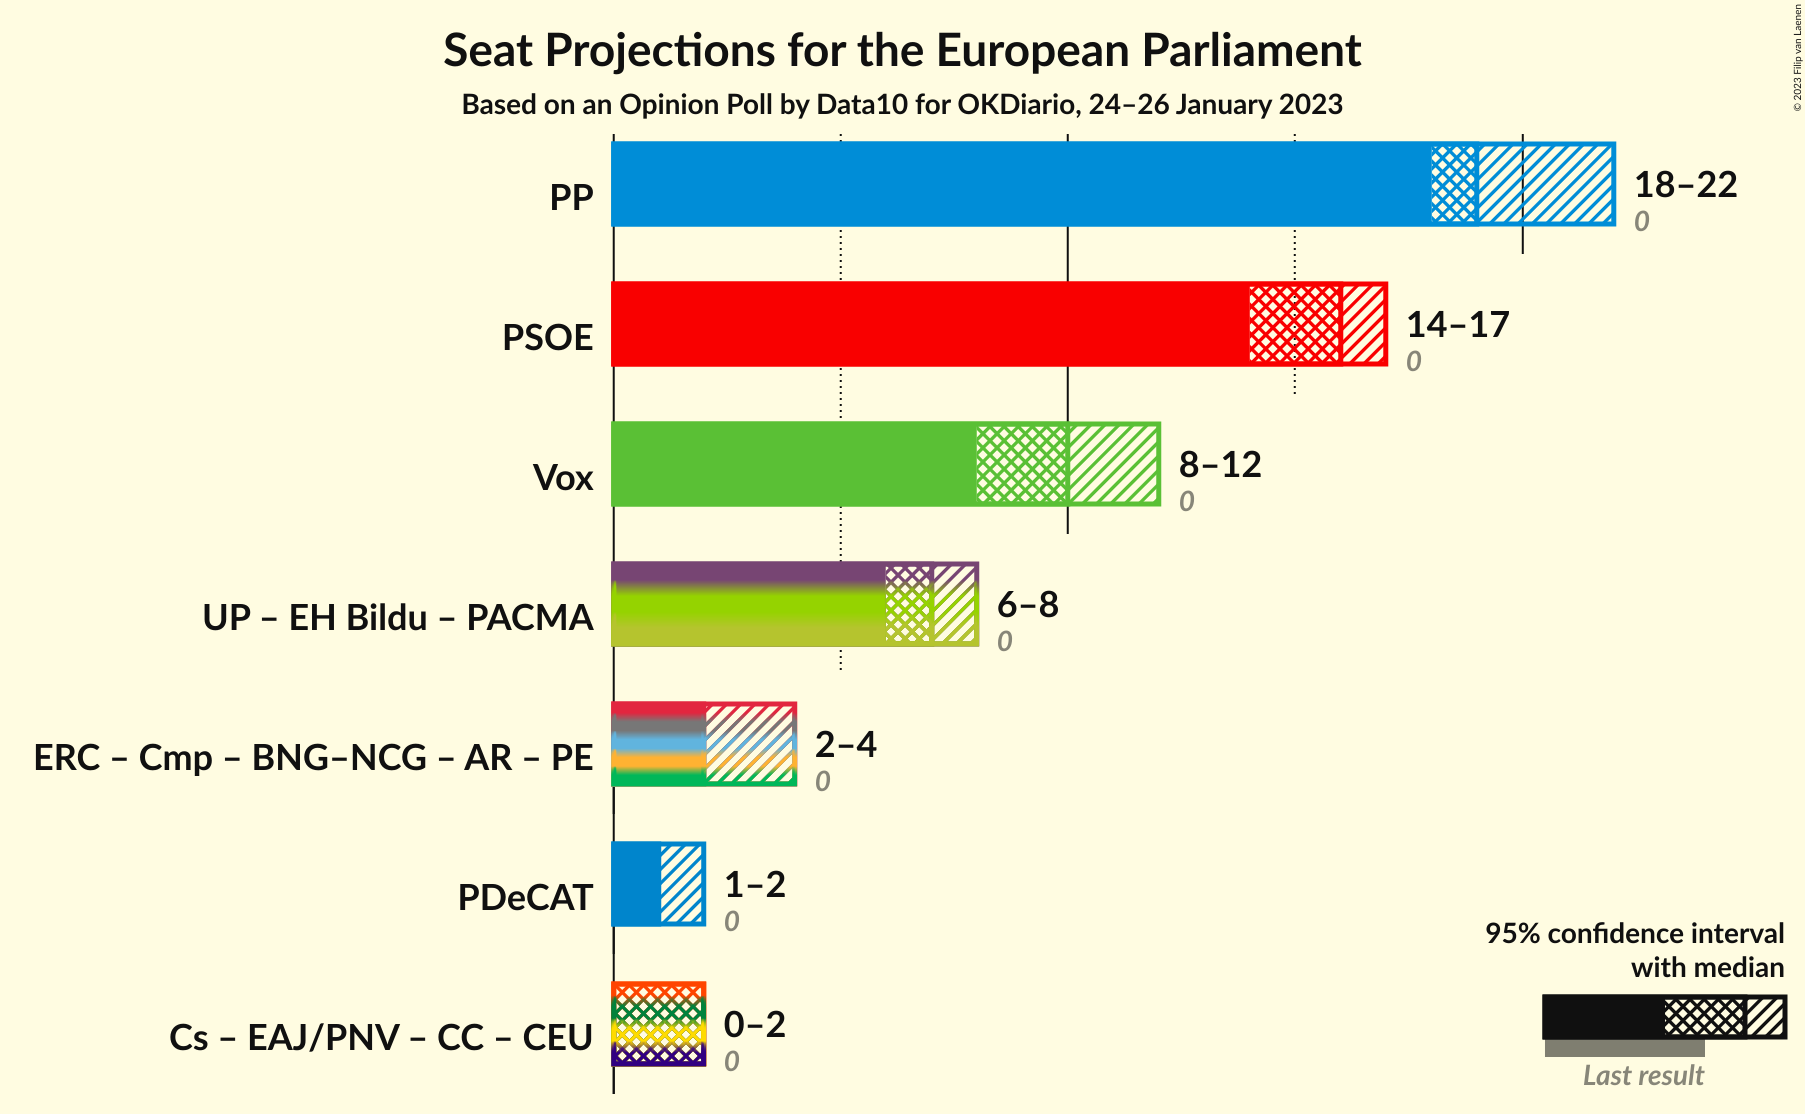 Seat Projections for the European Parliament
Based on an Opinion Poll by Data10 for OKDiario, 24–26 January 2023
© 2023 Filip van Laenen
PP
18–22
0
PSOE
14–17
0
Vox
8–12
0
UP – EH Bildu – PACMA
6–8
0
ERC – Cmp – BNG–NCG – AR – PE
2–4
0
PDeCAT
1–2
0
Cs – EAJ/PNV – CC – CEU
0–2
0
95% confidence interval
with median
Last result